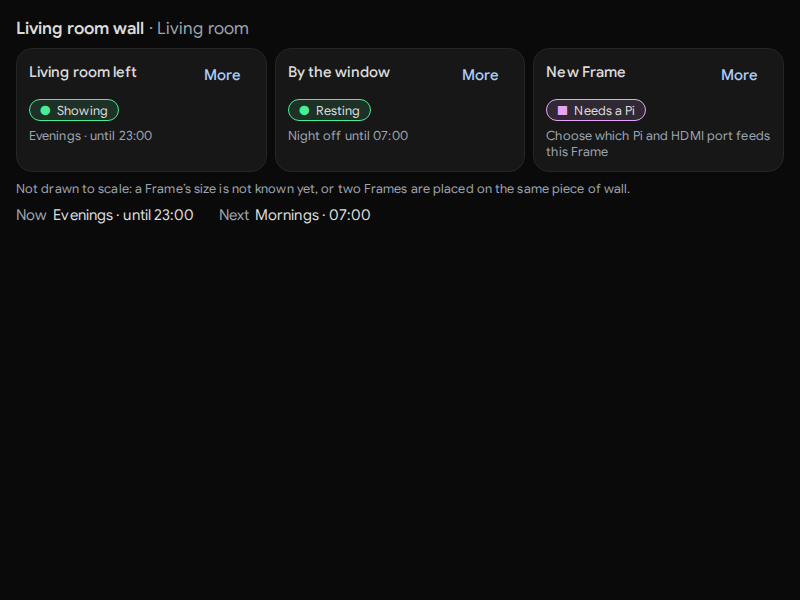 Living room wall · Living room
Living room left
More
Showing
Evenings · until 23:00
By the window
More
Resting
Night off until 07:00
New Frame
More
Needs a Pi
Choose which Pi and HDMI port feeds
this Frame
Not drawn to scale: a Frame's size is not known yet, or two Frames are placed on the same piece of wall.
Now Evenings · until 23:00 Next Mornings · 07:00